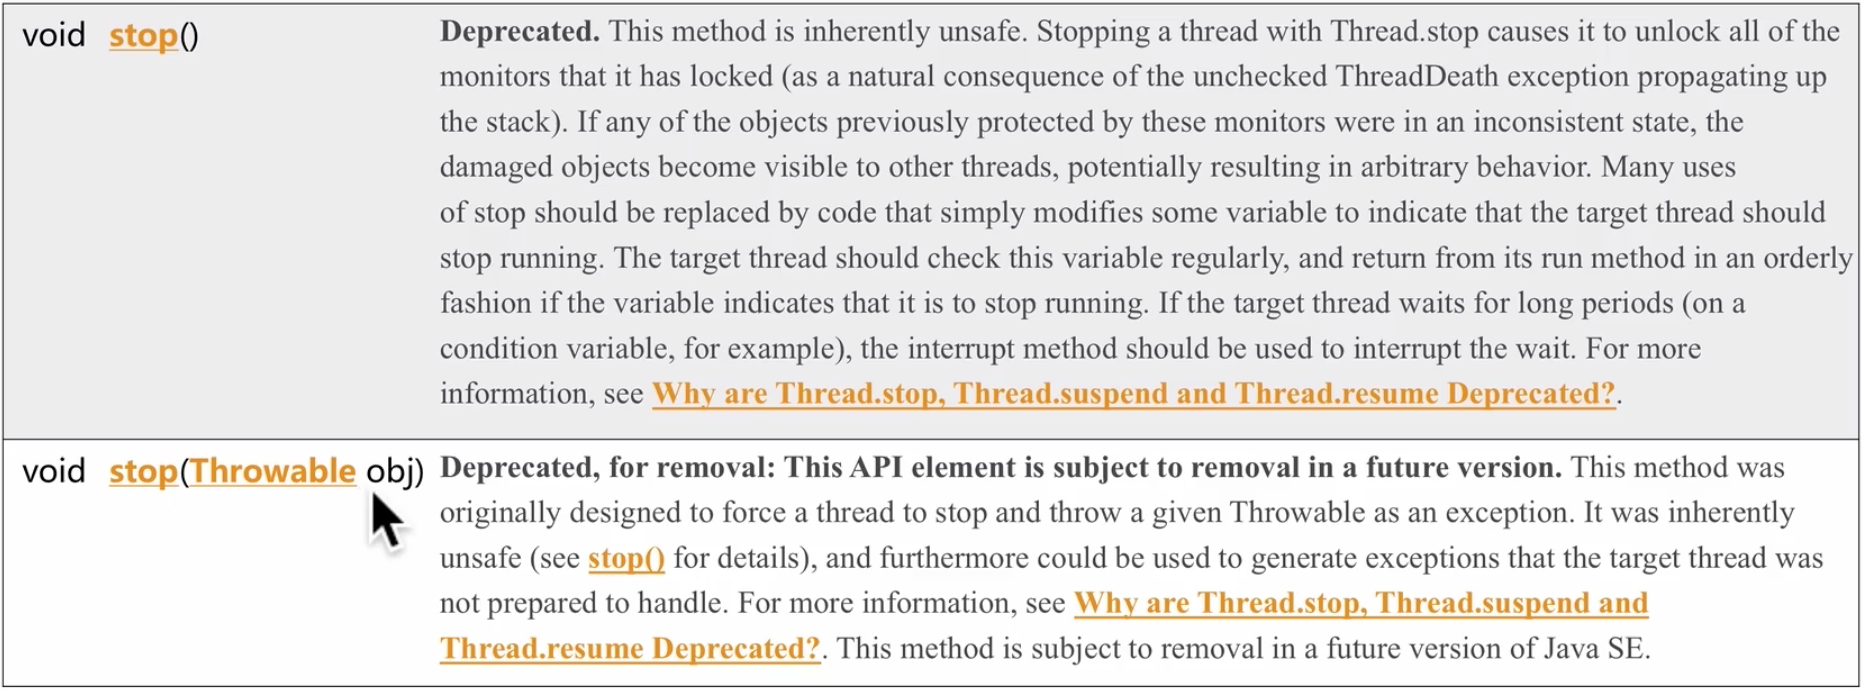 void stop() Deprecated. This method is inherently unsafe. Stopping a thread with Thread.stop causes it to unlock all of the
monitors that it has locked (as a natural consequence of the unchecked ThreadDeath exception propagating up
the stack). If any of the objects previously protected by these monitors were in an inconsistent state, the
damaged objects become visible to other threads, potentially resulting in arbitrary behavior. Many uses
of stop should be replaced by code that simply modifies some variable to indicate that the target thread should
stop running. The target thread should check this variable regularly, and return from its run method in an orderly
fashion if the variable indicates that it is to stop running. If the target thread waits for long periods (on a
condition variable, for example), the interrupt method should be used to interrupt the wait. For more
information, see Why are Thread.stop, Thread.suspend and Thread.resume Deprecated?.
void stop(Throwable obj) Deprecated, for removal: This API element is subject to removal in a future version. This method was
originally designed to force a thread to stop and throw a given Throwable as an exception. It was inherently
unsafe (see stop() for details), and furthermore could be used to generate exceptions that the target thread was
not prepared to handle. For more information, see Why are Thread.stop, Thread.suspend and
Thread.resume Deprecated?. This method is subject to removal in a future version of Java SE.